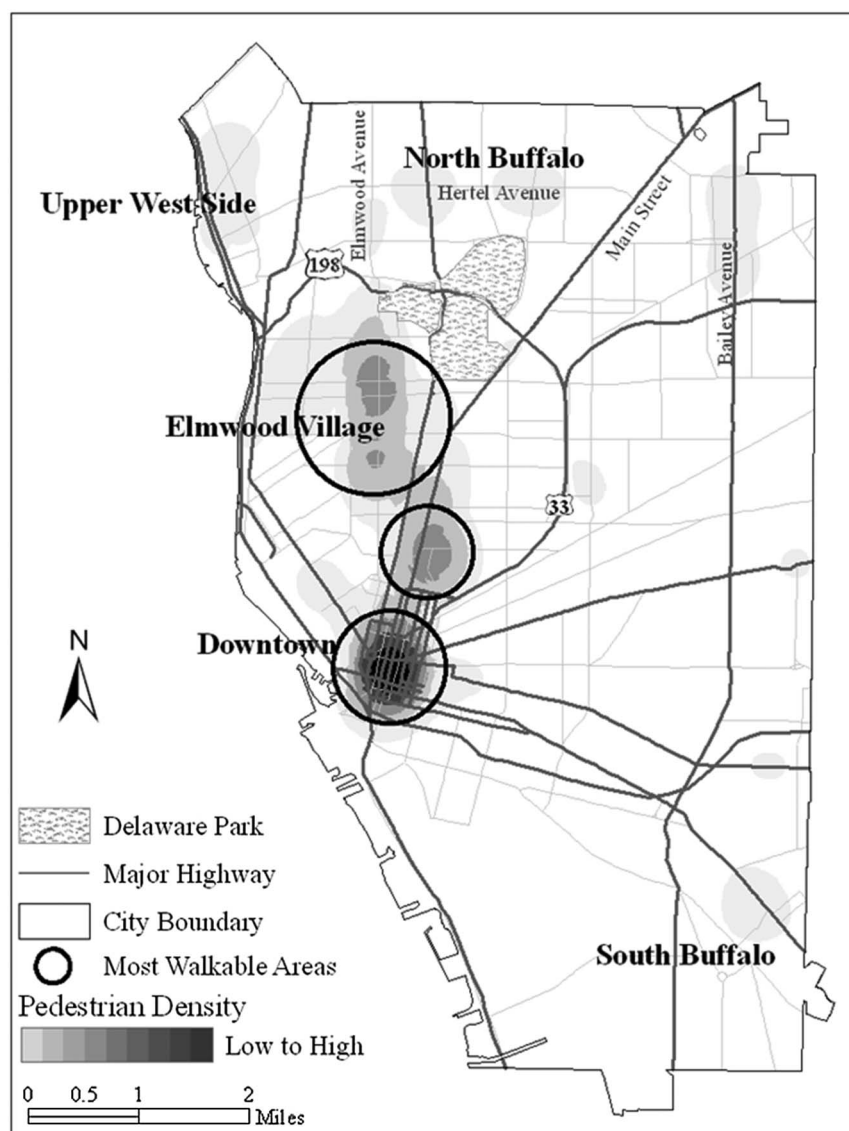 North Buffalo
Hertel Avenue
Elmwood Avenue
Upper West Side
Main Street
198
Bailey Avenue
Elmwood Village
33
Downtown
N
Delaware Park
Major Highway
City Boundary
Most Walkable Areas
South Buffalo
Pedestrian Density
Low to High
0 0.5 1 2
Miles